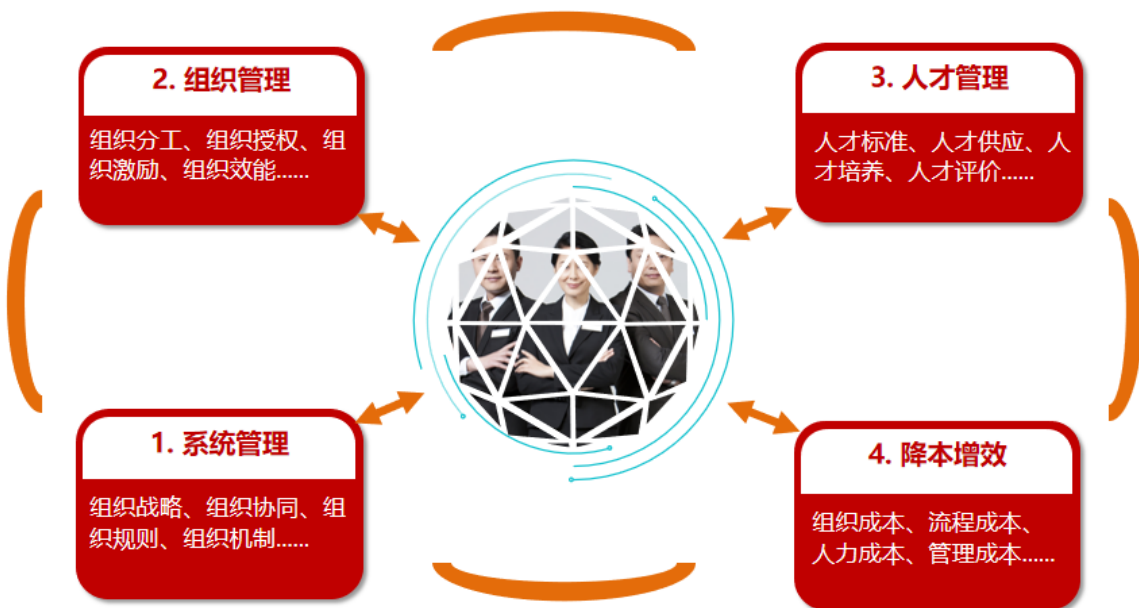 2. 组织管理
组织分工、组织授权、组
织激励、组织效能......
3. 人才管理
人才标准、人才供应、人
才培养、人才评价......
1. 系统管理
组织战略、组织协同、组
织规则、组织机制......
4. 降本增效
组织成本、流程成本、
人力成本、管理成本......